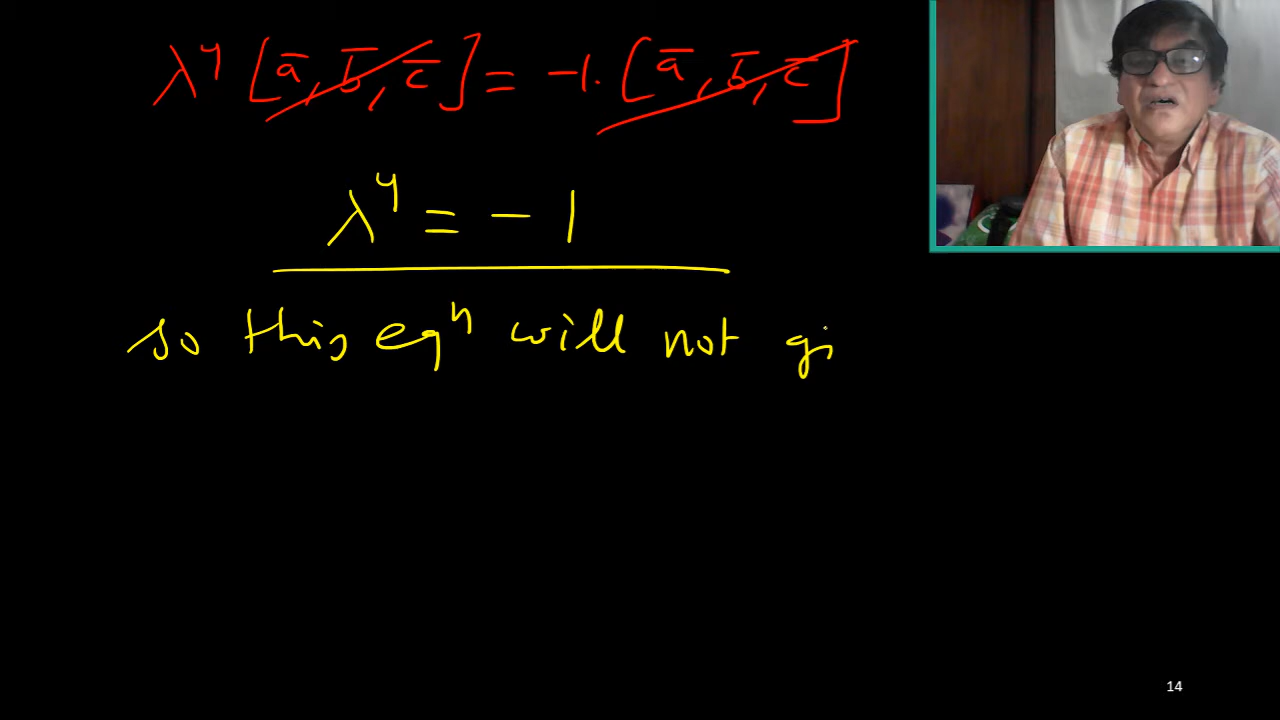 λ⁴ [a̅, b̅, c̅] = -1. [a̅, b̅, c̅]
λ⁴ = - 1
so this eqⁿ will not gi
14